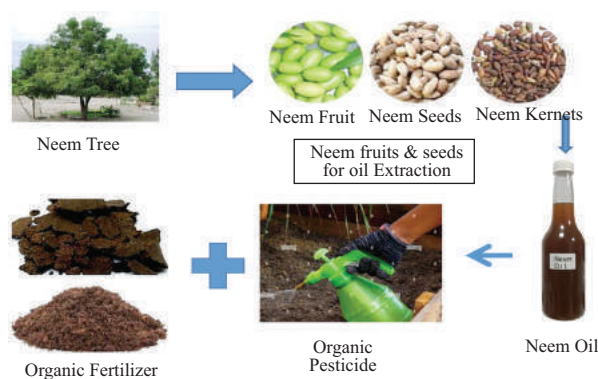 Neem Tree
Neem Fruit
Neem Seeds
Neem Kernets
Neem fruits & seeds
for oil Extraction
Neem
Oil
Organic Fertilizer
Organic
Pesticide
Neem Oil